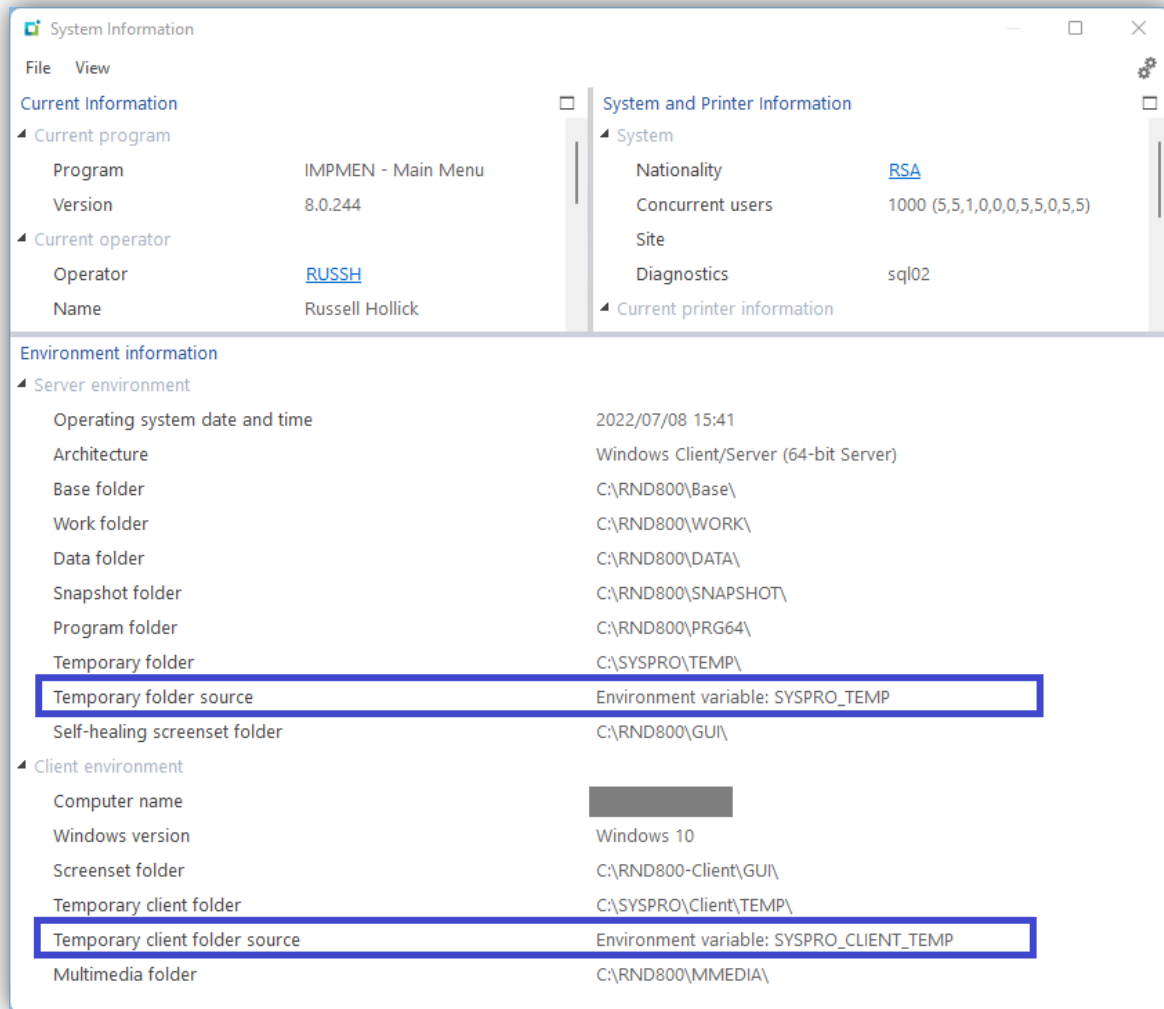 System Information
File View
Current Information
Current program
Program IMPMEN - Main Menu
Version 8.0.244
Current operator
Operator RUSSH
Name Russell Hollick
System and Printer Information
System
Nationality RSA
Concurrent users 1000 (5,5,1,0,0,0,5,5,0,5,5)
Site
Diagnostics sql02
Current printer information
Environment information
Server environment
Operating system date and time 2022/07/08 15:41
Architecture Windows Client/Server (64-bit Server)
Base folder C:\RND800\Base\
Work folder C:\RND800\WORK\
Data folder C:\RND800\DATA\
Snapshot folder C:\RND800\SNAPSHOT\
Program folder C:\RND800\PRG64\
Temporary folder C:\SYSPRO\TEMP\
Temporary folder source Environment variable: SYSPRO_TEMP
Self-healing screenset folder C:\RND800\GUI\
Client environment
Computer name
Windows version Windows 10
Screenset folder C:\RND800-Client\GUI\
Temporary client folder C:\SYSPRO\Client\TEMP\
Temporary client folder source Environment variable: SYSPRO_CLIENT_TEMP
Multimedia folder C:\RND800\MMEDIA\